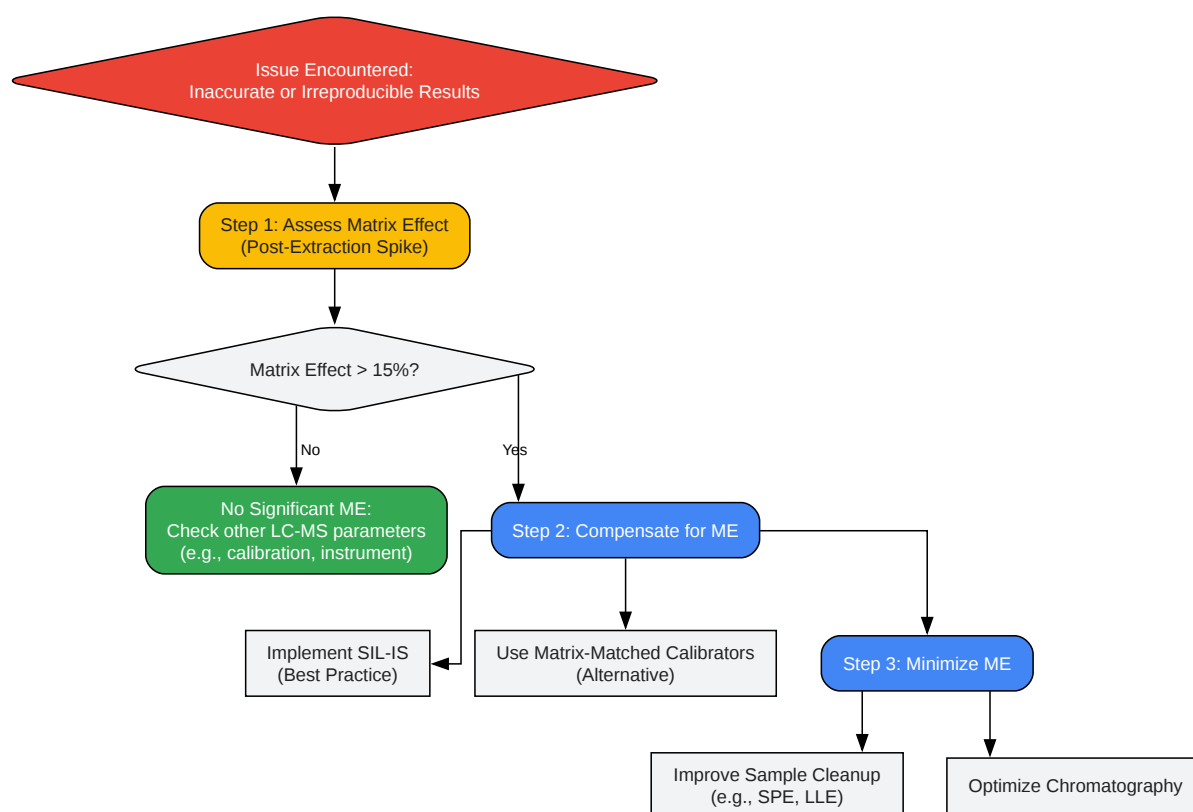 Issue Encountered:
Inaccurate or Irreproducible Results
Step 1: Assess Matrix Effect
(Post-Extraction Spike)
Matrix Effect > 15%?
No
Yes
No Significant ME:
Check other LC-MS parameters
(e.g., calibration, instrument)
Step 2: Compensate for ME
Implement SIL-IS
(Best Practice)
Use Matrix-Matched Calibrators
(Alternative)
Step 3: Minimize ME
Improve Sample Cleanup
(e.g., SPE, LLE)
Optimize Chromatography